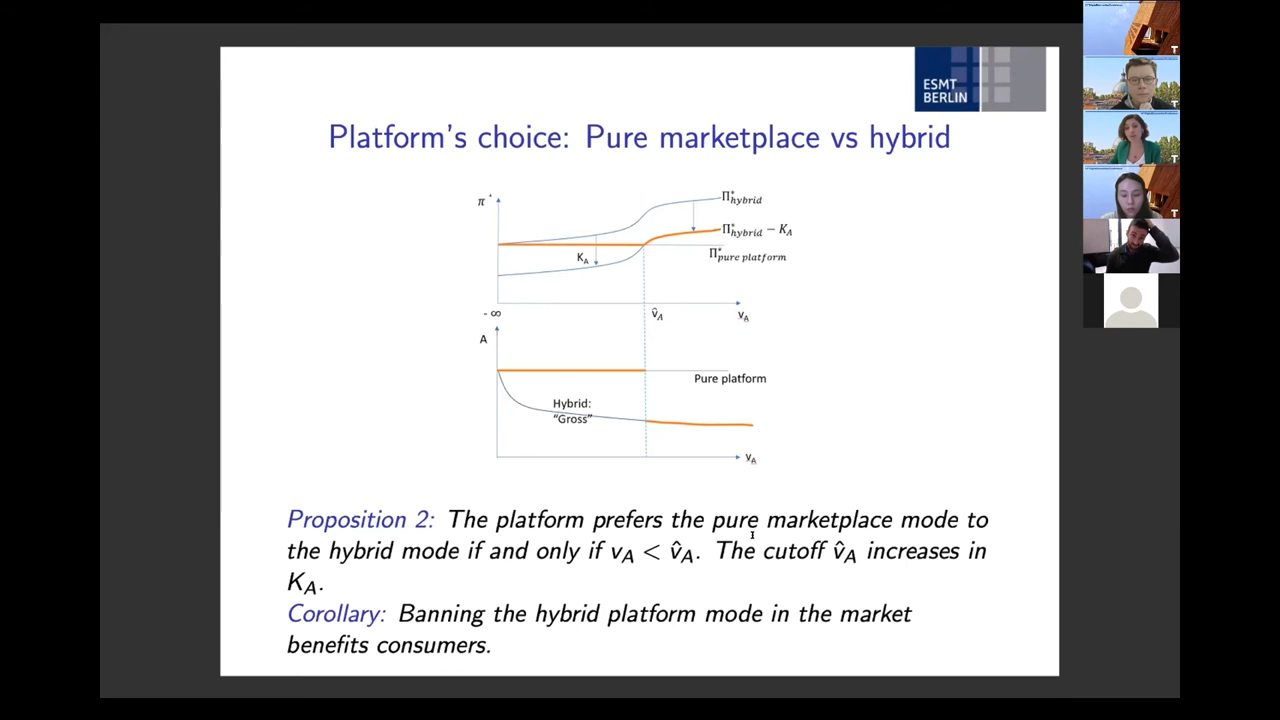 ESMT
BERLIN
Platform's choice: Pure marketplace vs hybrid
π*
Π*hybrid
Π*hybrid − KA
KA
Π*pure platform
- ∞
v̂A
vA
A
Pure platform
Hybrid:
"Gross"
vA
Proposition 2: The platform prefers the pure marketplace mode to
the hybrid mode if and only if vA < v̂A. The cutoff v̂A increases in
KA.
Corollary: Banning the hybrid platform mode in the market
benefits consumers.